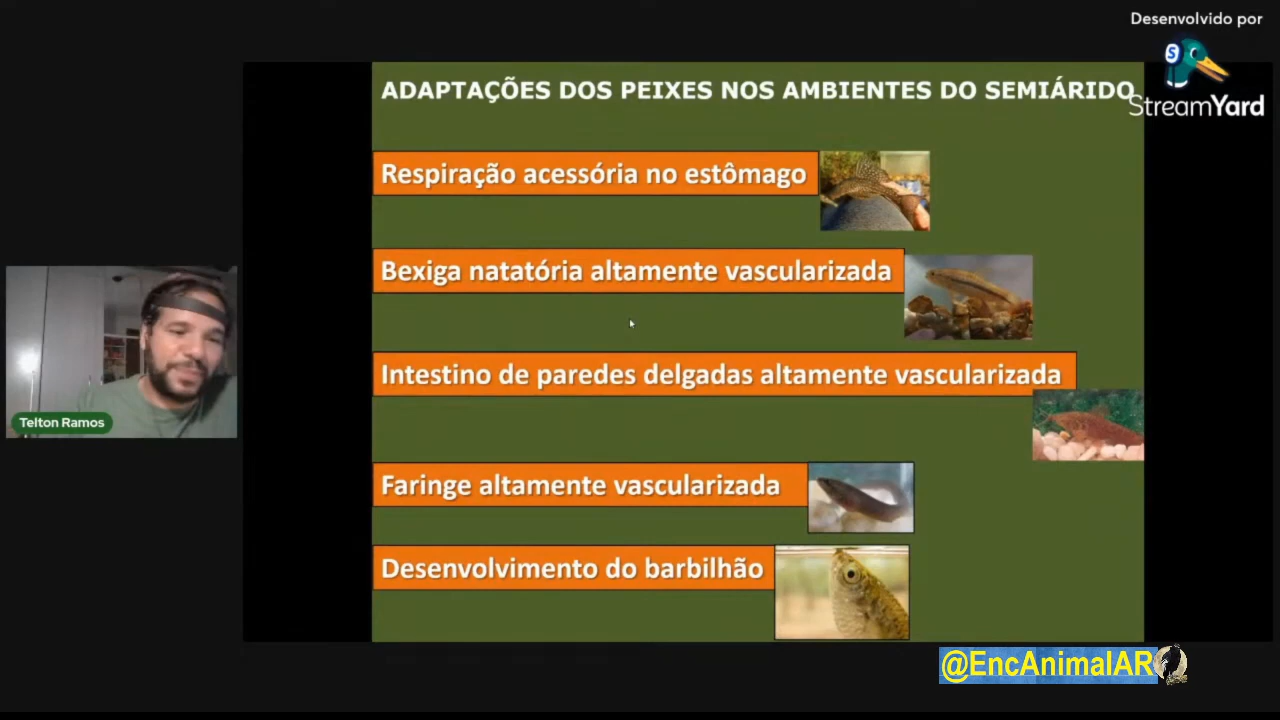 Desenvolvido por
StreamYard
ADAPTAÇÕES DOS PEIXES NOS AMBIENTES DO SEMIÁRIDO
Respiração acessória no estômago
Bexiga natatória altamente vascularizada
Intestino de paredes delgadas altamente vascularizada
Telton Ramos
Faringe altamente vascularizada
Desenvolvimento do barbilhão
@EncAnimalAR